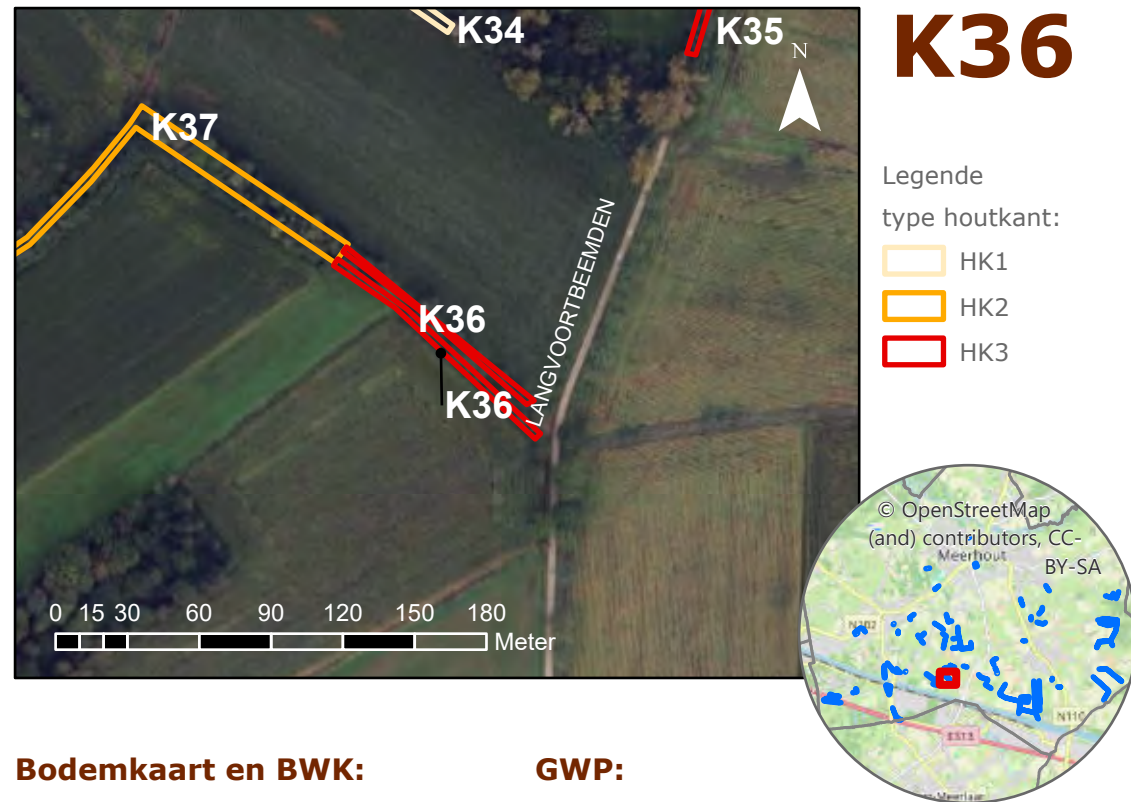 K36
K34
K35
N
K37
K36
K36
LANGVOORTBEEMDEN
0 15 30 60 90 120 150 180
Meter
Legende
type houtkant:
HK1
HK2
HK3
© OpenStreetMap
(and) contributors, CC-
BY-SA
Meerhout
N102
N110
E313
Bodemkaart en BWK:
GWP: